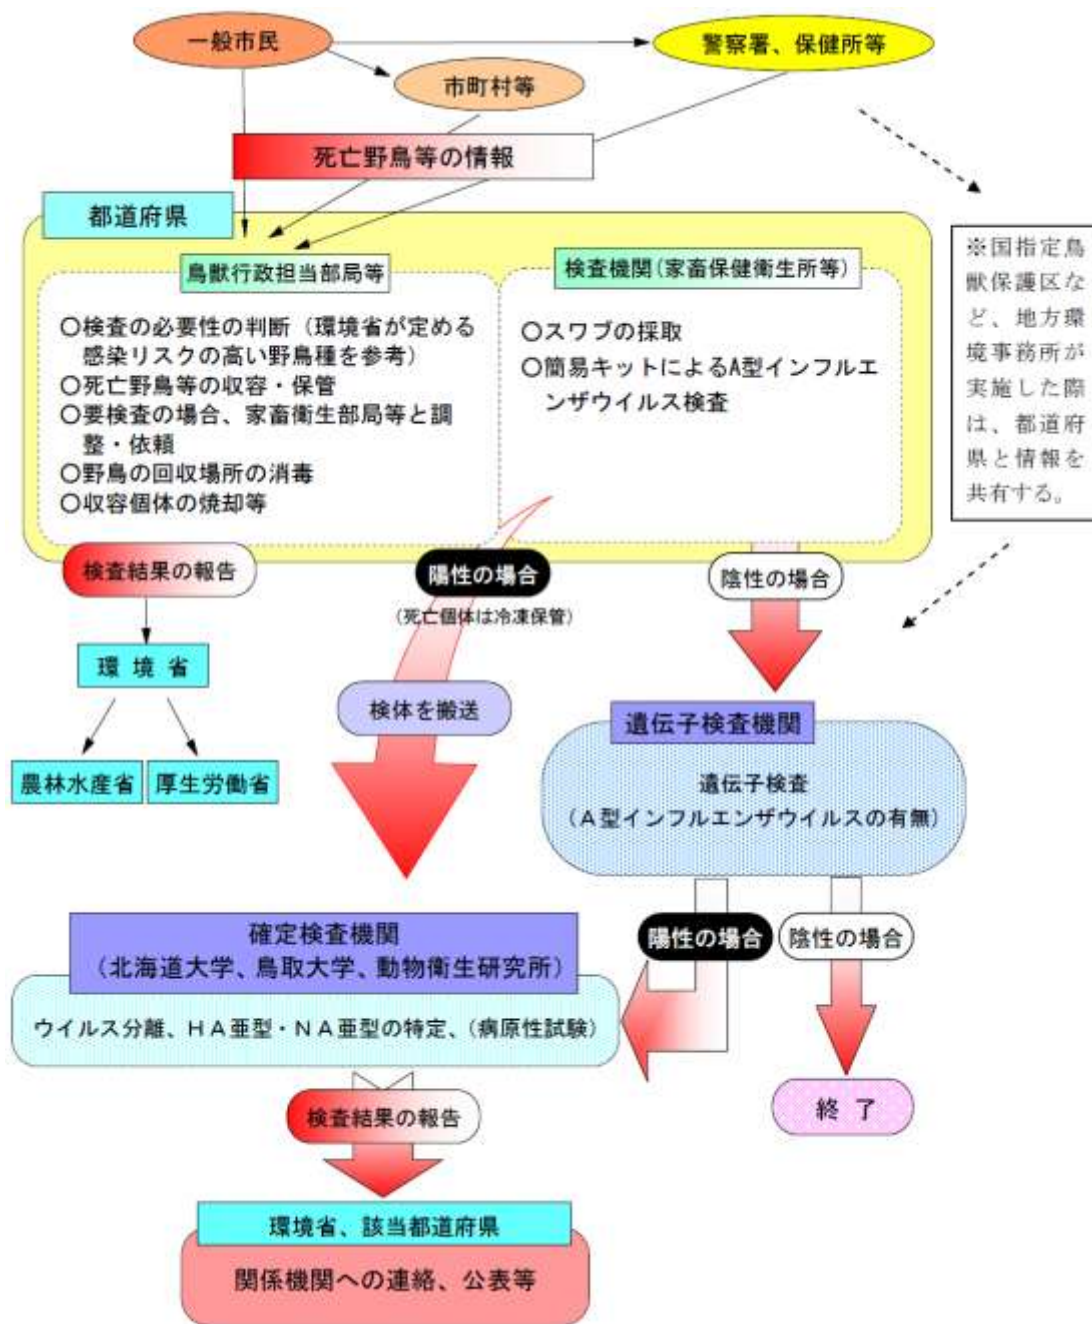 一般市民
警察署、保健所等
市町村等
死亡野鳥等の情報
都道府県
鳥獣行政担当部局等
〇検査の必要性の判断（環境省が定める
感染リスクの高い野鳥種を参考）
〇死亡野鳥等の収容・保管
〇要検査の場合、家畜衛生部局等と調
整・依頼
〇野鳥の回収場所の消毒
〇収容個体の焼却等
検査機関(家畜保健衛生所等)
〇スワブの採取
〇簡易キットによるA型インフルエ
ンザウイルス検査
※国指定鳥
獣保護区な
ど、地方環
境事務所が
実施した際
は、都道府
県と情報を
共有する。
検査結果の報告
陽性の場合
(死亡個体は冷凍保管)
陰性の場合
環 境 省
検体を搬送
農林水産省
厚生労働省
遺伝子検査機関
遺伝子検査
(Ａ型インフルエンザウイルスの有無)
確定検査機関
(北海道大学、鳥取大学、動物衛生研究所)
ウイルス分離、ＨＡ亜型・ＮＡ亜型の特定、(病原性試験)
陽性の場合
陰性の場合
終 了
検査結果の報告
環境省、該当都道府県
関係機関への連絡、公表等